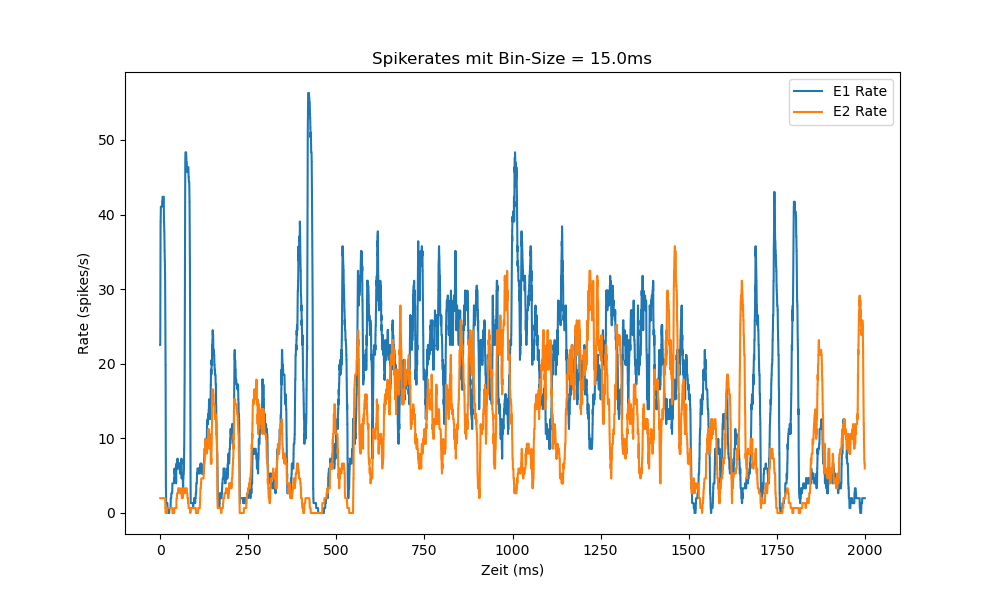 Spikerates mit Bin-Size = 15.0ms
E1 Rate
E2 Rate
Rate (spikes/s)
50
40
30
20
10
0
0 250 500 750 1000 1250 1500 1750 2000
Zeit (ms)